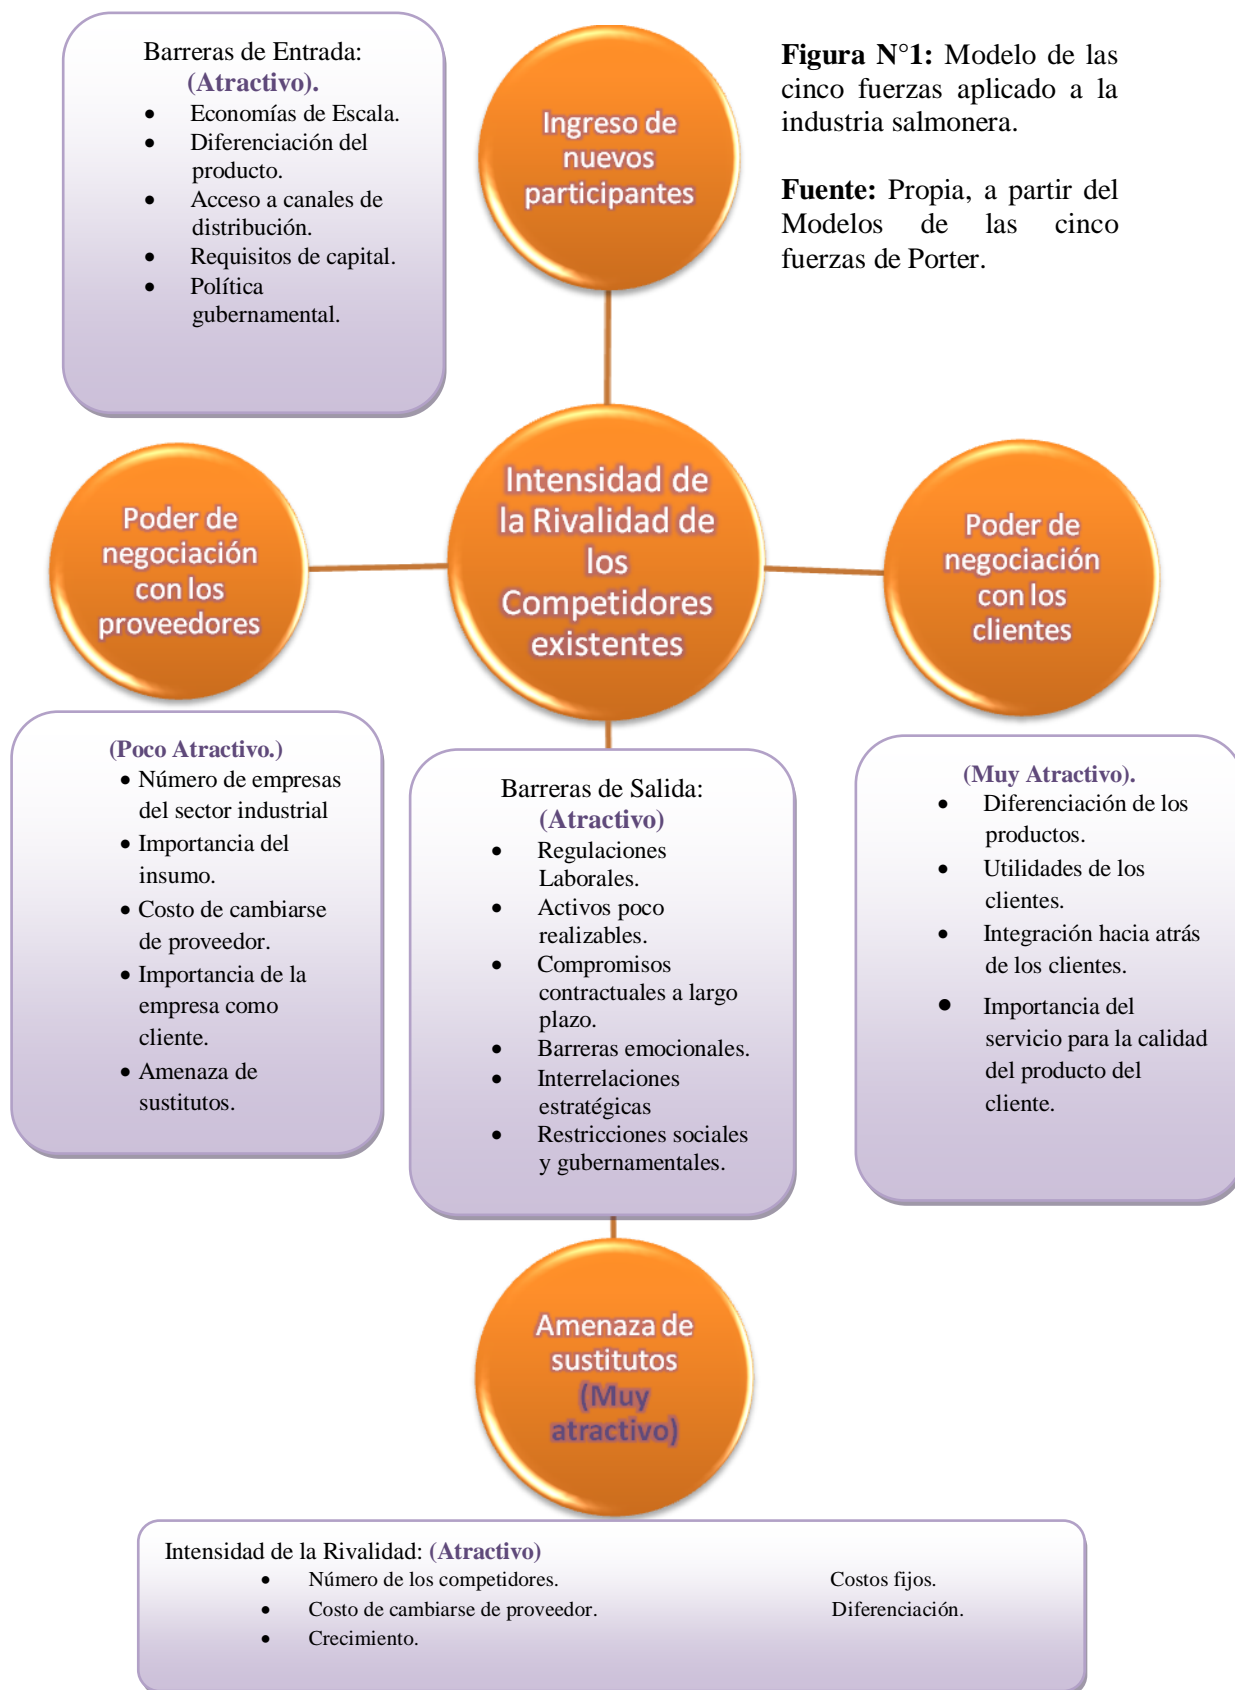 Barreras de Entrada:
(Atractivo).
• Economías de Escala.
• Diferenciación del
producto.
• Acceso a canales de
distribución.
• Requisitos de capital.
• Política
gubernamental.
Ingreso de
nuevos
participantes
Figura N°1: Modelo de las
cinco fuerzas aplicado a la
industria salmonera.
Fuente: Propia, a partir del
Modelos de las cinco
fuerzas de Porter.
Poder de
negociación
con los
proveedores
Intensidad de
la Rivalidad de
los
Competidores
existentes
Poder de
negociación
con los
clientes
(Poco Atractivo.)
• Número de empresas
del sector industrial
• Importancia del
insumo.
• Costo de cambiarse
de proveedor.
• Importancia de la
empresa como
cliente.
• Amenaza de
sustitutos.
Barreras de Salida:
(Atractivo)
• Regulaciones
Laborales.
• Activos poco
realizables.
• Compromisos
contractuales a largo
plazo.
• Barreras emocionales.
• Interrelaciones
estratégicas
• Restricciones sociales
y gubernamentales.
(Muy Atractivo).
• Diferenciación de los
productos.
• Utilidades de los
clientes.
• Integración hacia atrás
de los clientes.
• Importancia del
servicio para la calidad
del producto del
cliente.
Amenaza de
sustitutos
(Muy
atractivo)
Intensidad de la Rivalidad: (Atractivo)
• Número de los competidores. Costos fijos.
• Costo de cambiarse de proveedor. Diferenciación.
• Crecimiento.